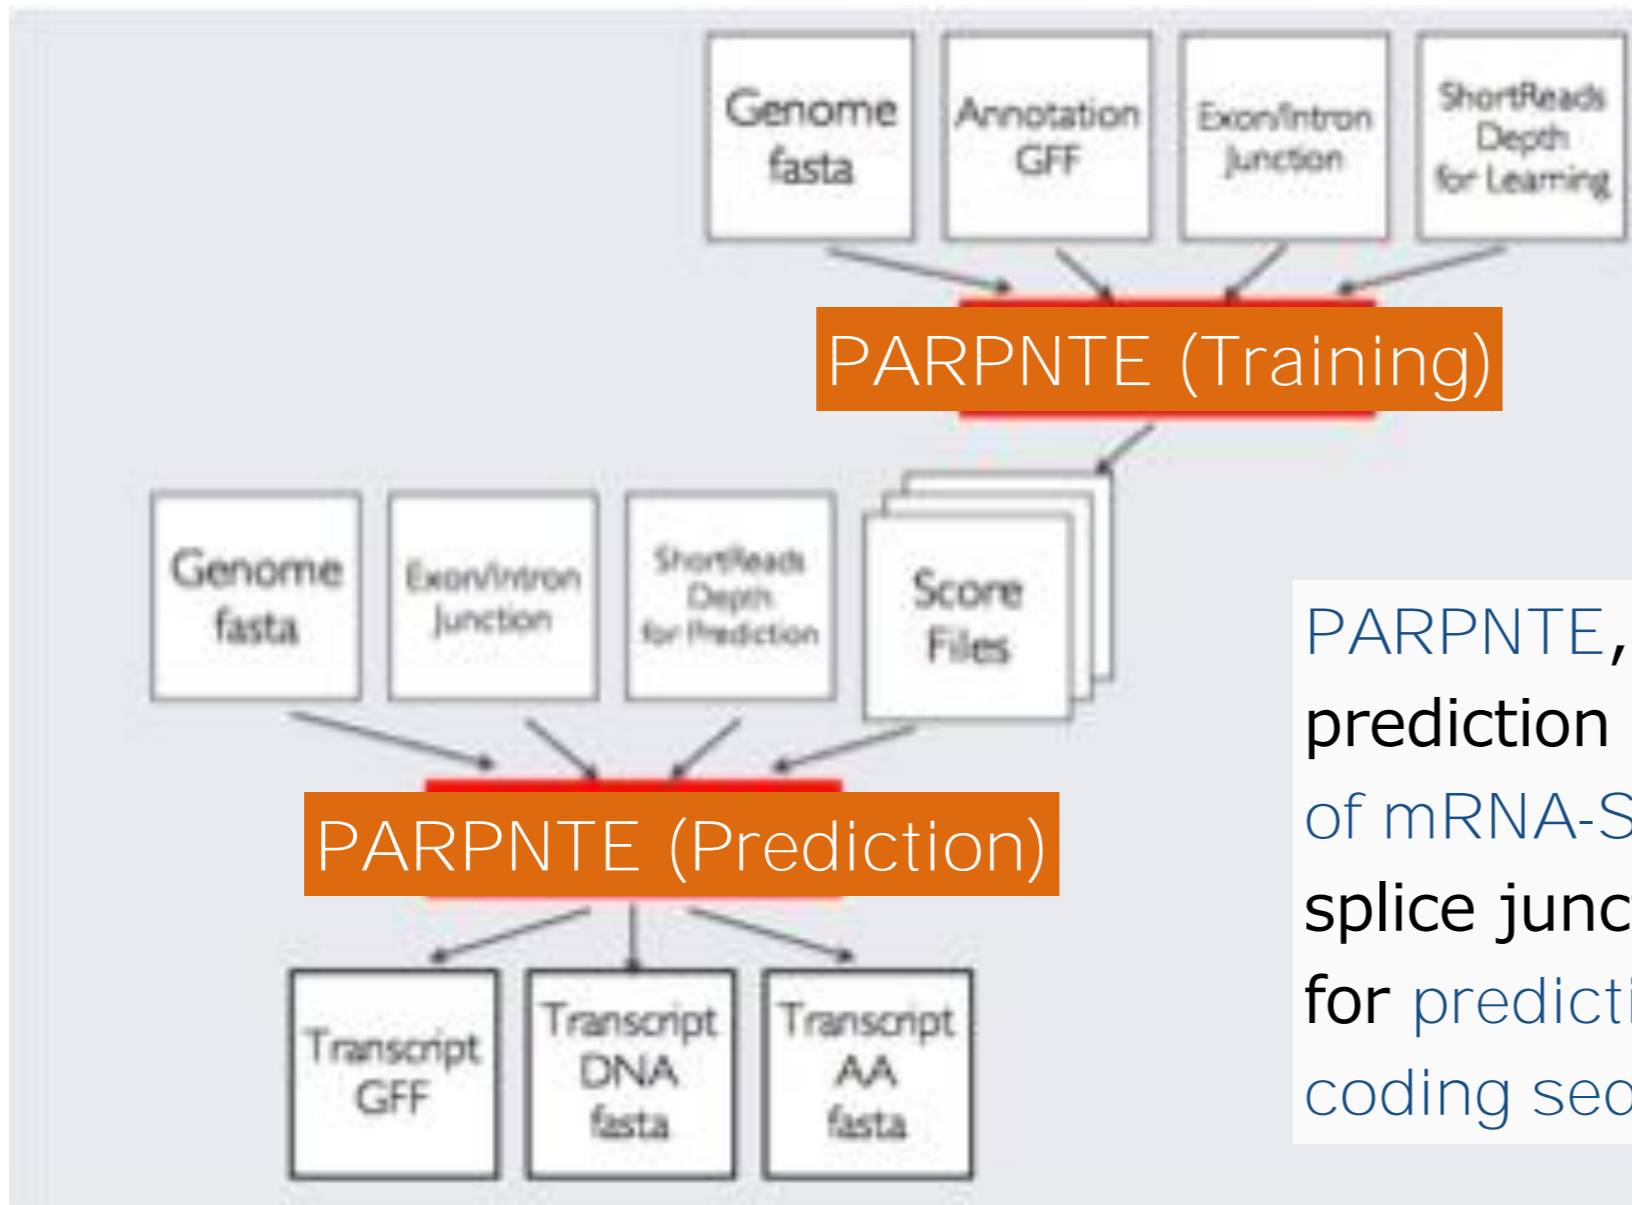 Genome
fasta
Annotation
GFF
Exon/Intron
Junction
ShortReads
Depth
for Learning
PARPNTE (Training)
Genome
fasta
Exon/Intron
Junction
ShortReads
Depth
for Prediction
Score
Files
PARPNTE,
prediction
of mRNA-S
splice junc
for predicti
coding seq
PARPNTE (Prediction)
Transcript
GFF
Transcript
DNA
fasta
Transcript
AA
fasta